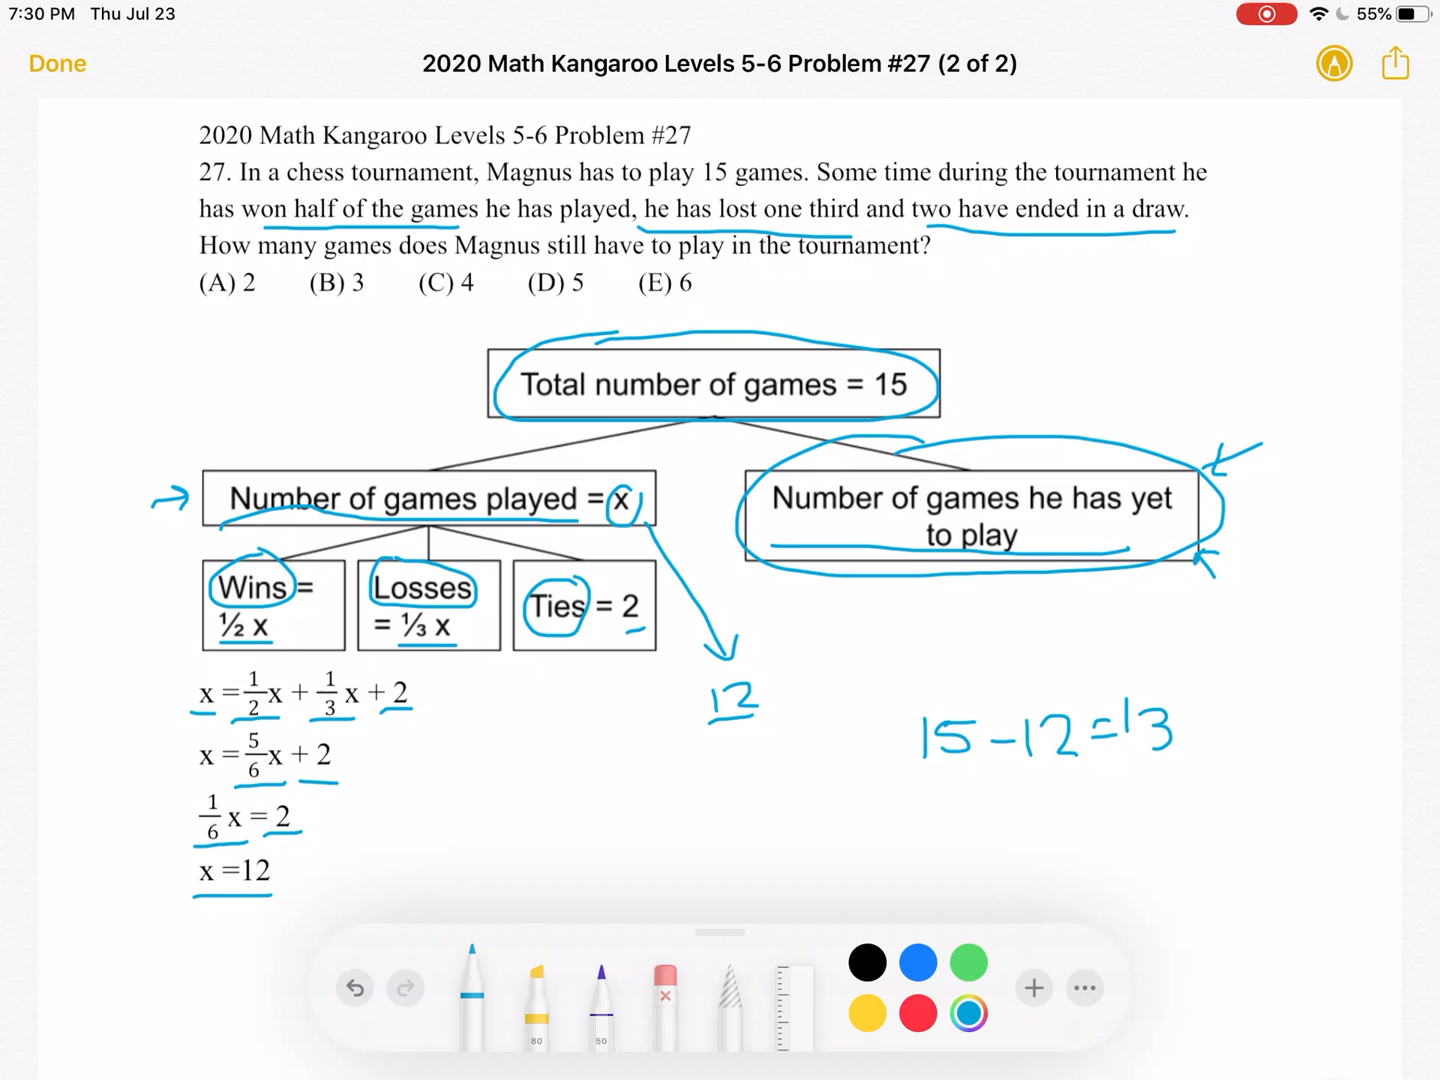 7:30 PM Thu Jul 23
55%
Done
2020 Math Kangaroo Levels 5-6 Problem #27 (2 of 2)
2020 Math Kangaroo Levels 5-6 Problem #27
27. In a chess tournament, Magnus has to play 15 games. Some time during the tournament he
has won half of the games he has played, he has lost one third and two have ended in a draw.
How many games does Magnus still have to play in the tournament?
(A) 2 (B) 3 (C) 4 (D) 5 (E) 6
Total number of games = 15
Number of games played = x
Number of games he has yet
to play
Wins =
½ x
Losses
= ⅓ x
Ties = 2
x = 1/2 x + 1/3 x + 2
x = 5/6 x + 2
1/6 x = 2
x =12
12
15-12=13
80
50